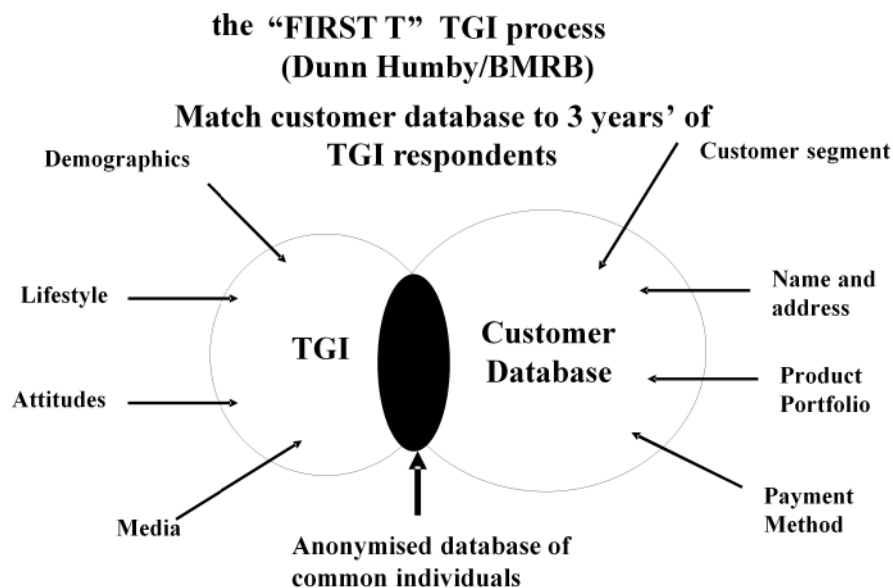 the “FIRST T” TGI process
(Dunn Humby/BMRB)
Match customer database to 3 years’ of
TGI respondents
Demographics
Lifestyle
Attitudes
Media
TGI
Customer
Database
Customer segment
Name and
address
Product
Portfolio
Payment
Method
Anonymised database of
common individuals